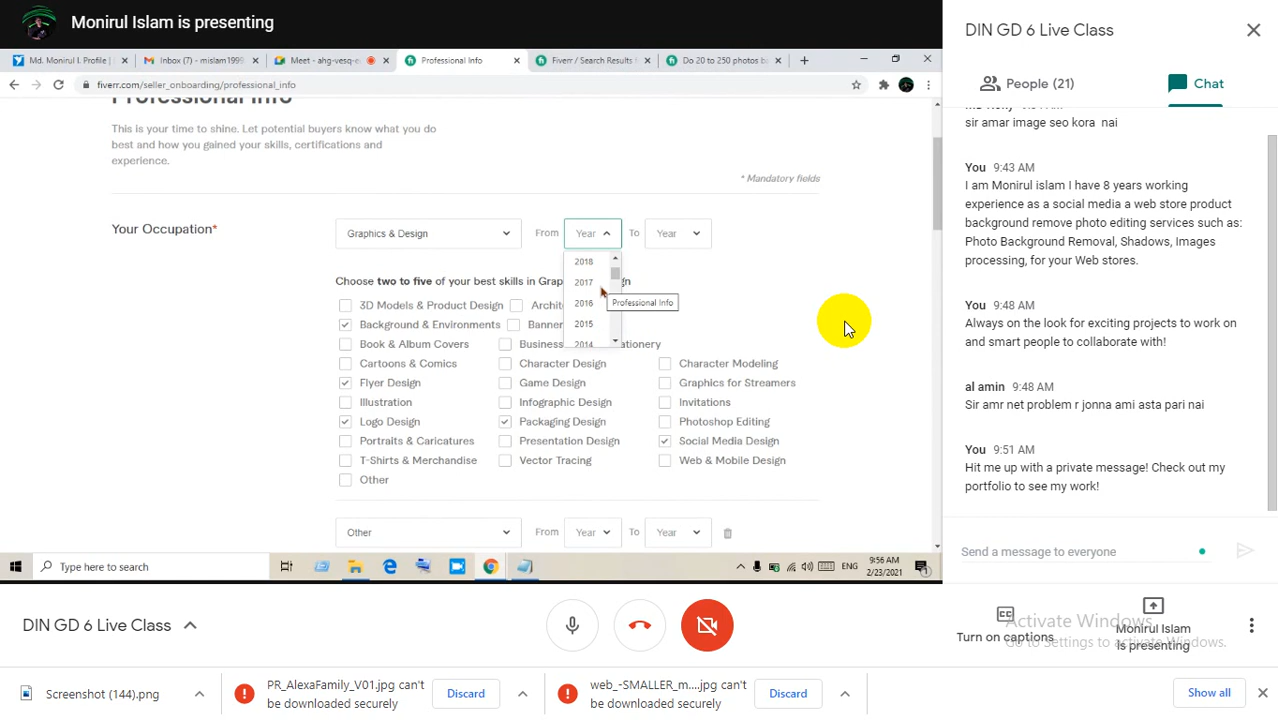 Monirul Islam is presenting
Md. Monirul I. Profile |
Inbox (7) - mislam1999
Meet - ahg-vesq-e
Professional Info
Fiverr / Search Results f
Do 20 to 250 photos b
fiverr.com/seller_onboarding/professional_info
Professional Info
This is your time to shine. Let potential buyers know what you do
best and how you gained your skills, certifications and
experience.
* Mandatory fields
Your Occupation*
Graphics & Design
From
Year
To
Year
2018
2017
2016
2015
2014
Professional Info
Choose two to five of your best skills in Gra
ign
3D Models & Product Design
Archit
Background & Environments
Banner
Book & Album Covers
Business
tationery
Cartoons & Comics
Character Design
Character Modeling
Flyer Design
Game Design
Graphics for Streamers
Illustration
Infographic Design
Invitations
Logo Design
Packaging Design
Photoshop Editing
Portraits & Caricatures
Presentation Design
Social Media Design
T-Shirts & Merchandise
Vector Tracing
Web & Mobile Design
Other
Other
From
Year
To
Year
Type here to search
ENG
9:56 AM
2/23/2021
DIN GD 6 Live Class
People (21)
Chat
sir amar image seo kora nai
You 9:43 AM
I am Monirul islam I have 8 years working
experience as a social media a web store product
background remove photo editing services such as:
Photo Background Removal, Shadows, Images
processing, for your Web stores.
You 9:48 AM
Always on the look for exciting projects to work on
and smart people to collaborate with!
al amin 9:48 AM
Sir amr net problem r jonna ami asta pari nai
You 9:51 AM
Hit me up with a private message! Check out my
portfolio to see my work!
Send a message to everyone
DIN GD 6 Live Class
Turn on captions
Monirul Islam
is presenting
Activate Windows
Go to Settings to activate Windows.
Screenshot (144).png
PR_AlexaFamily_V01.jpg can't
be downloaded securely
Discard
web_-SMALLER_m....jpg can't
be downloaded securely
Discard
Show all